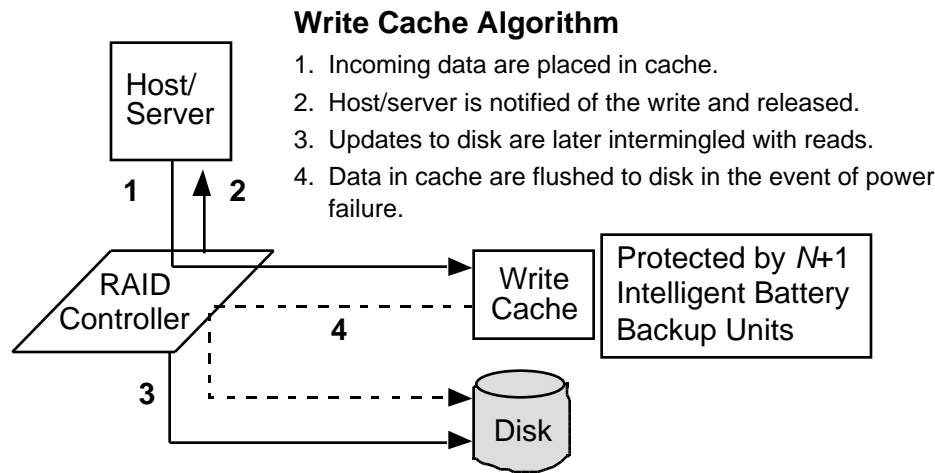 Write Cache Algorithm
1. Incoming data are placed in cache.
2. Host/server is notified of the write and released.
3. Updates to disk are later intermingled with reads.
4. Data in cache are flushed to disk in the event of power
failure.
Host/
Server
1
2
RAID
Controller
Write
Cache
Protected by N+1
Intelligent Battery
Backup Units
4
3
Disk